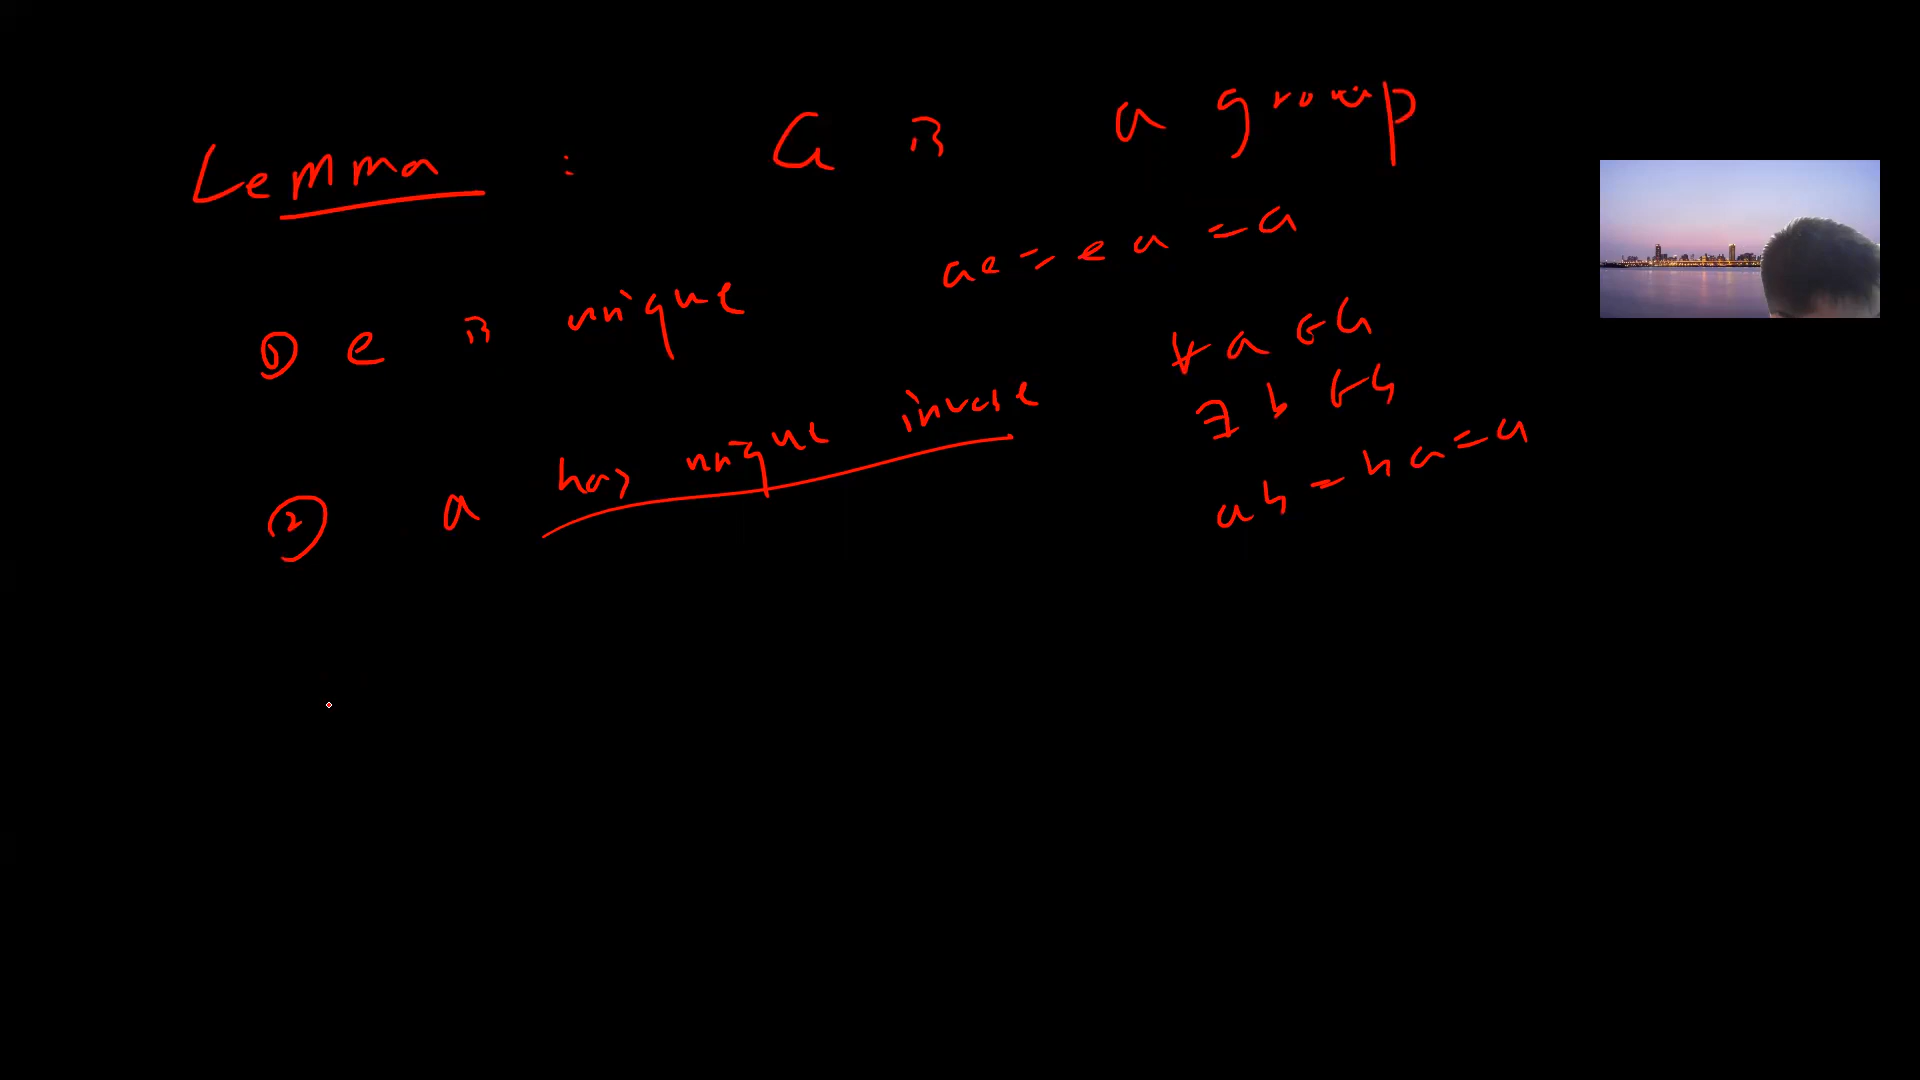 Lemma : G is a group
① e is unique ae = ea = a
② a has unique inverse
∀ a ∈ G
∃ b ∈ G
ab = ba = a